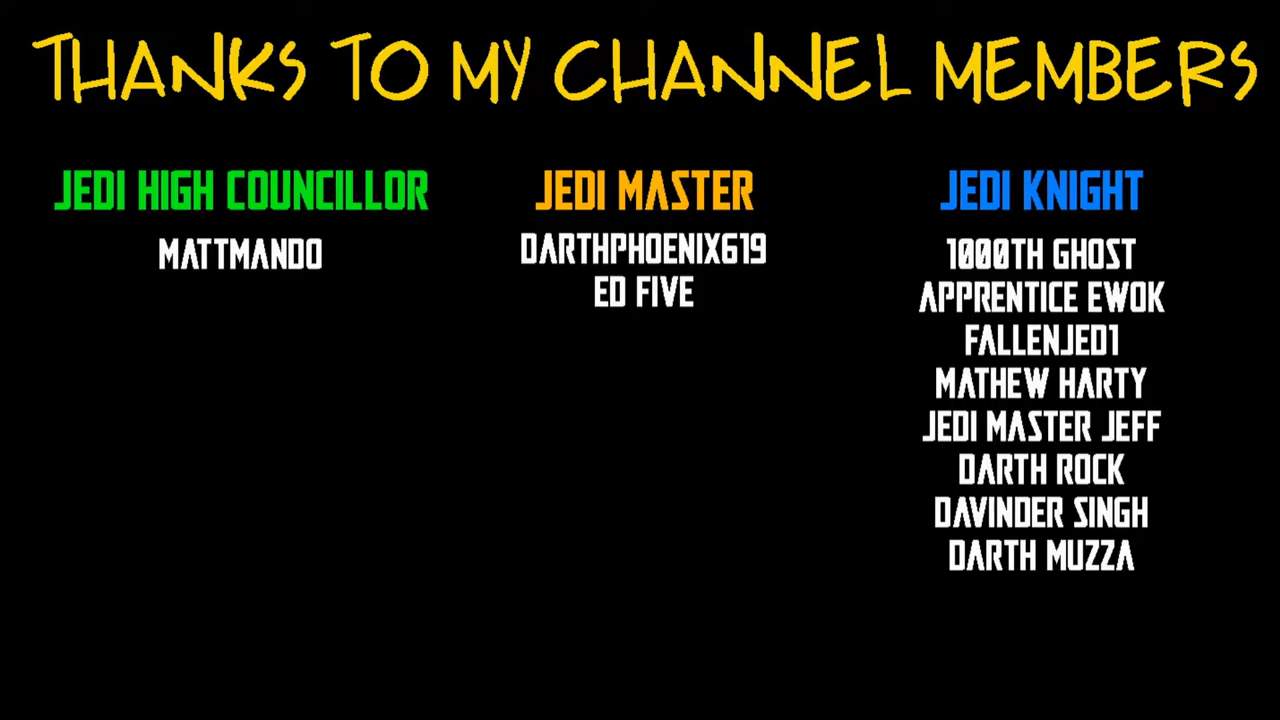 THANKS TO MY CHANNEL MEMBERS
JEDI HIGH COUNCILLOR
MATTMANDO
JEDI MASTER
DARTHPHOENIX619
ED FIVE
JEDI KNIGHT
1000TH GHOST
APPRENTICE EWOK
FALLENJED1
MATHEW HARTY
JEDI MASTER JEFF
DARTH ROCK
DAVINDER SINGH
DARTH MUZZA